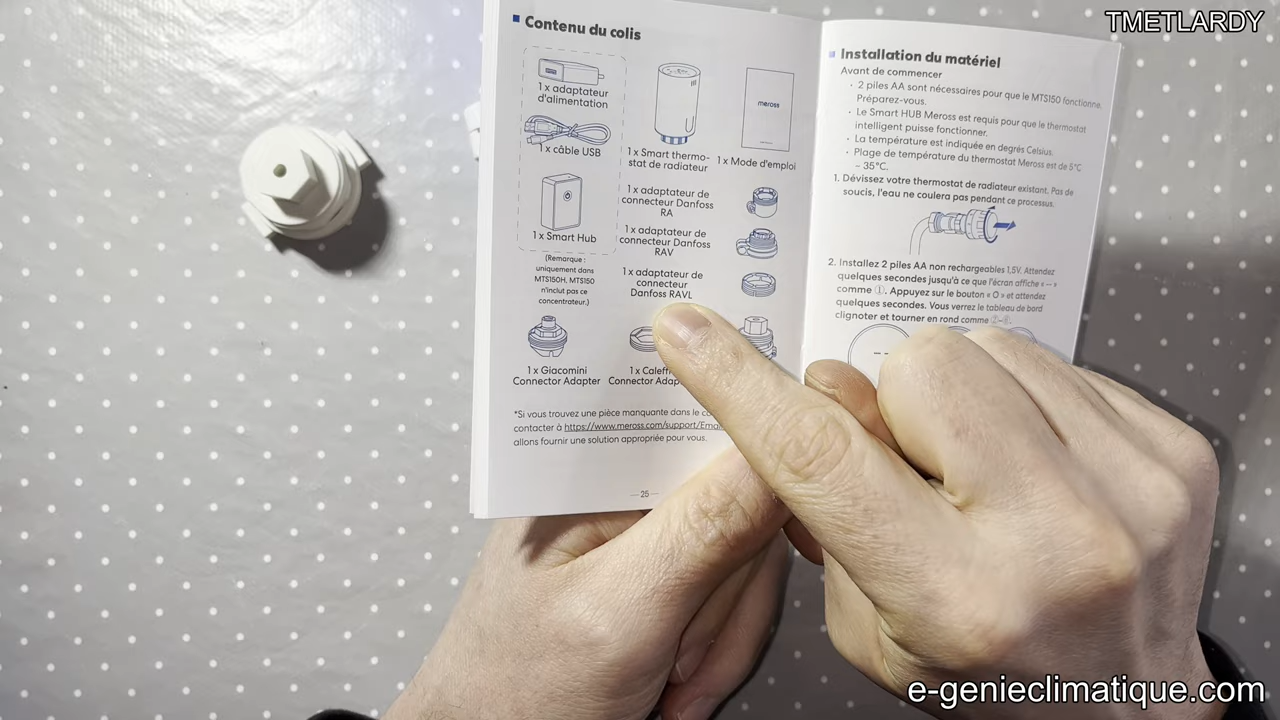 TMETLARDY
Contenu du colis
1 x adaptateur
d'alimentation
1 x câble USB
1 x Smart Hub
(Remarque :
uniquement dans
MTS150H, MTS150
n'inclut pas ce
concentrateur.)
1 x Smart thermo-
stat de radiateur
meross
1 x Mode d'emploi
1 x adaptateur de
connecteur Danfoss
RA
1 x adaptateur de
connecteur Danfoss
RAV
1 x adaptateur de
connecteur
Danfoss RAVL
1 x Giacomini
Connector Adapter
1 x
Connector
*Si vous trouvez une pièce manquante dans le
contacter à https://www.meross.com/support/
allons fournir une solution appropriée pour vous.
— 25 —
Installation du matériel
Avant de commencer
· 2 piles AA sont nécessaires pour que le MTS150 fonctionne.
Préparez-vous.
· Le Smart HUB Meross est requis pour que le thermostat
intelligent puisse fonctionner.
· La température est indiquée en degrés Celsius.
· Plage de température du thermostat Meross est de 5°C
– 35°C.
1. Dévissez votre thermostat de radiateur existant. Pas de
soucis, l'eau ne coulera pas pendant ce processus.
2. Installez 2 piles AA non rechargeables 1,5V. Attendez
quelques secondes jusqu'à ce que l'écran affiche « -- »
comme ①. Appuyez sur le bouton « O » et attendez
quelques secondes. Vous verrez le tableau de bord
clignoter et tourner en rond comme
e-genieclimatique.com